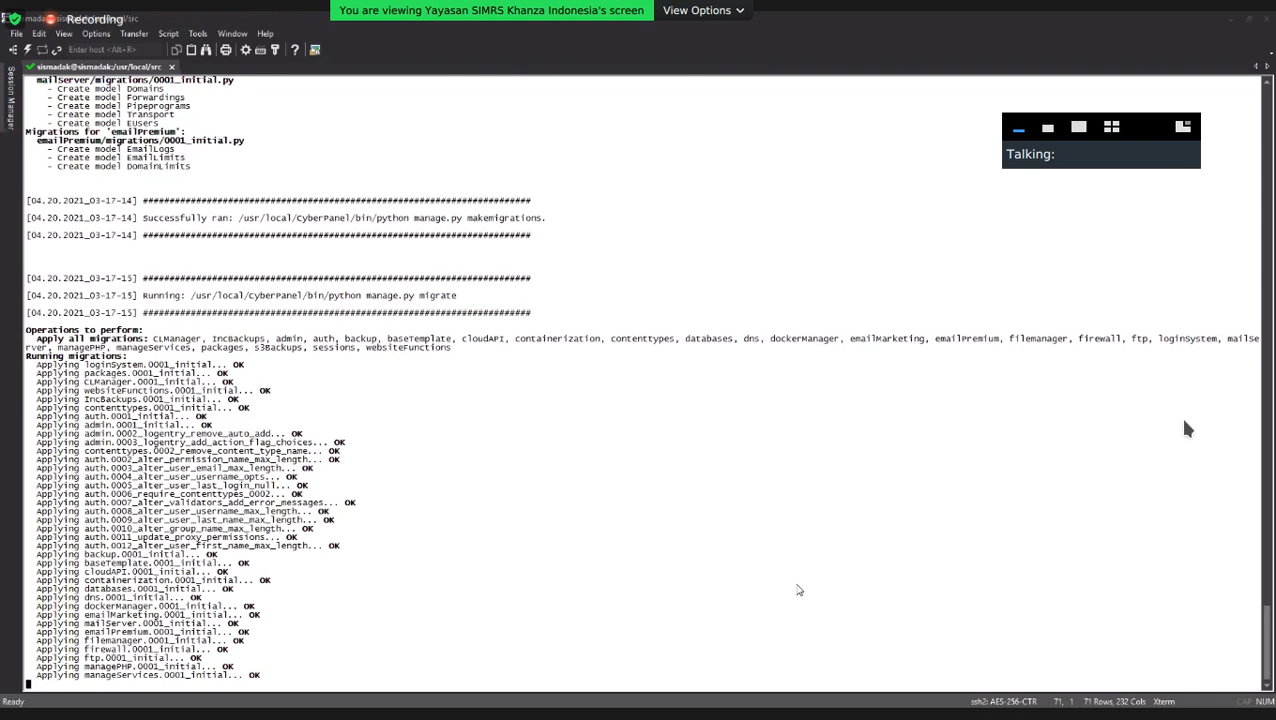 You are viewing Yayasan SIMRS Khanza Indonesia's screen
View Options
Recording
File Edit View Options Transfer Script Tools Window Help
Enter host <Alt+R>
Session Manager
sismadak@sismadak:/usr/local/src
mailServer/migrations/0001_initial.py
- Create model Domains
- Create model Forwardings
- Create model Pipeprograms
- Create model Transport
- Create model EUsers
Migrations for 'emailPremium':
emailPremium/migrations/0001_initial.py
- Create model EmailLogs
- Create model EmailLimits
- Create model DomainLimits
Talking:
[04.20.2021_03-17-14] #########################################################################
[04.20.2021_03-17-14] Successfully ran: /usr/local/CyberPanel/bin/python manage.py makemigrations.
[04.20.2021_03-17-14] #########################################################################
[04.20.2021_03-17-15] #########################################################################
[04.20.2021_03-17-15] Running: /usr/local/CyberPanel/bin/python manage.py migrate
[04.20.2021_03-17-15] #########################################################################
Operations to perform:
Apply all migrations: CLManager, IncBackups, admin, auth, backup, baseTemplate, cloudAPI, containerization, contenttypes, databases, dns, dockerManager, emailMarketing, emailPremium, filemanager, firewall, ftp, loginSystem, mailSe
rver, managePHP, manageServices, packages, s3Backups, sessions, websiteFunctions
Running migrations:
Applying loginSystem.0001_initial... OK
Applying packages.0001_initial... OK
Applying CLManager.0001_initial... OK
Applying websiteFunctions.0001_initial... OK
Applying IncBackups.0001_initial... OK
Applying contenttypes.0001_initial... OK
Applying auth.0001_initial... OK
Applying admin.0001_initial... OK
Applying admin.0002_logentry_remove_auto_add... OK
Applying admin.0003_logentry_add_action_flag_choices... OK
Applying contenttypes.0002_remove_content_type_name... OK
Applying auth.0002_alter_permission_name_max_length... OK
Applying auth.0003_alter_user_email_max_length... OK
Applying auth.0004_alter_user_username_opts... OK
Applying auth.0005_alter_user_last_login_null... OK
Applying auth.0006_require_contenttypes_0002... OK
Applying auth.0007_alter_validators_add_error_messages... OK
Applying auth.0008_alter_user_username_max_length... OK
Applying auth.0009_alter_user_last_name_max_length... OK
Applying auth.0010_alter_group_name_max_length... OK
Applying auth.0011_update_proxy_permissions... OK
Applying auth.0012_alter_user_first_name_max_length... OK
Applying backup.0001_initial... OK
Applying baseTemplate.0001_initial... OK
Applying cloudAPI.0001_initial... OK
Applying containerization.0001_initial... OK
Applying databases.0001_initial... OK
Applying dns.0001_initial... OK
Applying dockerManager.0001_initial... OK
Applying emailMarketing.0001_initial... OK
Applying mailServer.0001_initial... OK
Applying emailPremium.0001_initial... OK
Applying filemanager.0001_initial... OK
Applying firewall.0001_initial... OK
Applying ftp.0001_initial... OK
Applying managePHP.0001_initial... OK
Applying manageServices.0001_initial... OK
Ready
ssh2: AES-256-CTR 71, 1 71 Rows, 232 Cols Xterm CAP NUM